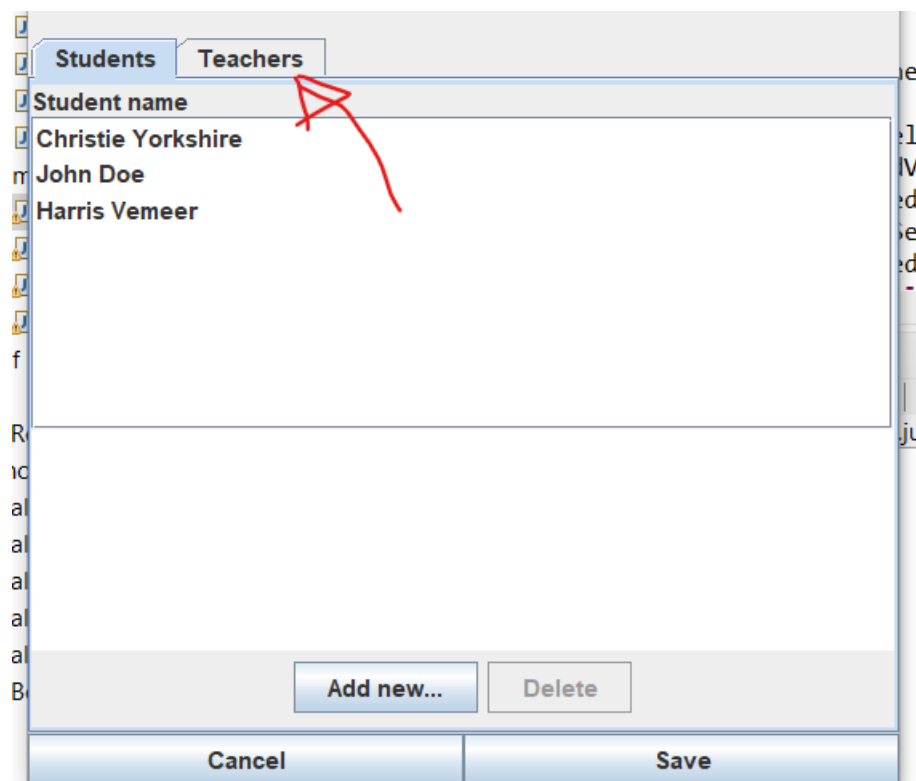 Students Teachers
Student name
Christie Yorkshire
John Doe
Harris Vemeer
Add new... Delete
Cancel Save